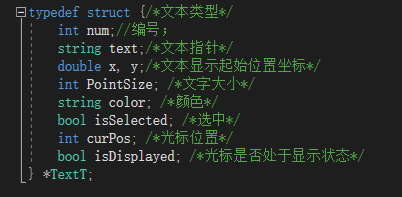 typedef struct {/*文本类型*/
int num;//编号；
string text;/*文本指针*/
double x, y;/*文本显示起始位置坐标*/
int PointSize; /*文字大小*/
string color; /*颜色*/
bool isSelected; /*选中*/
int curPos; /*光标位置*/
bool isDisplayed; /*光标是否处于显示状态*/
} *TextT;